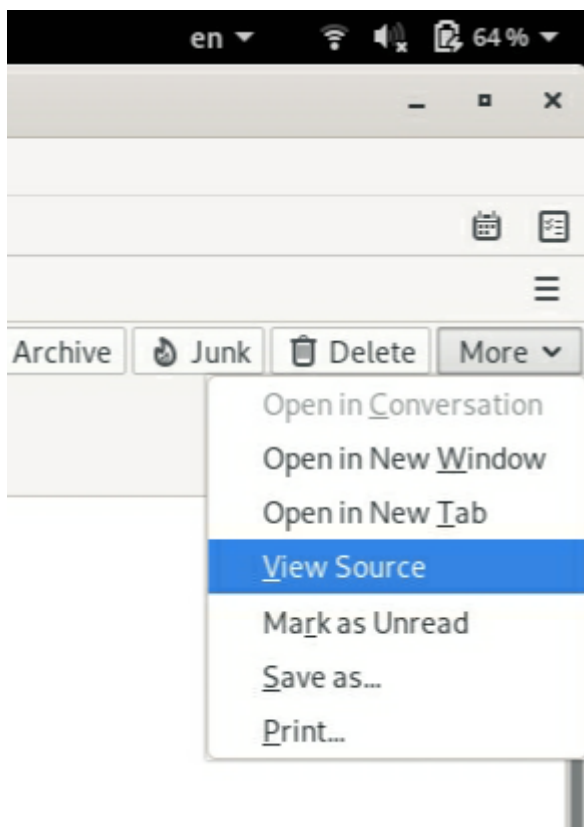 en 64%
Archive Junk Delete More
Open in Conversation
Open in New Window
Open in New Tab
View Source
Mark as Unread
Save as...
Print...